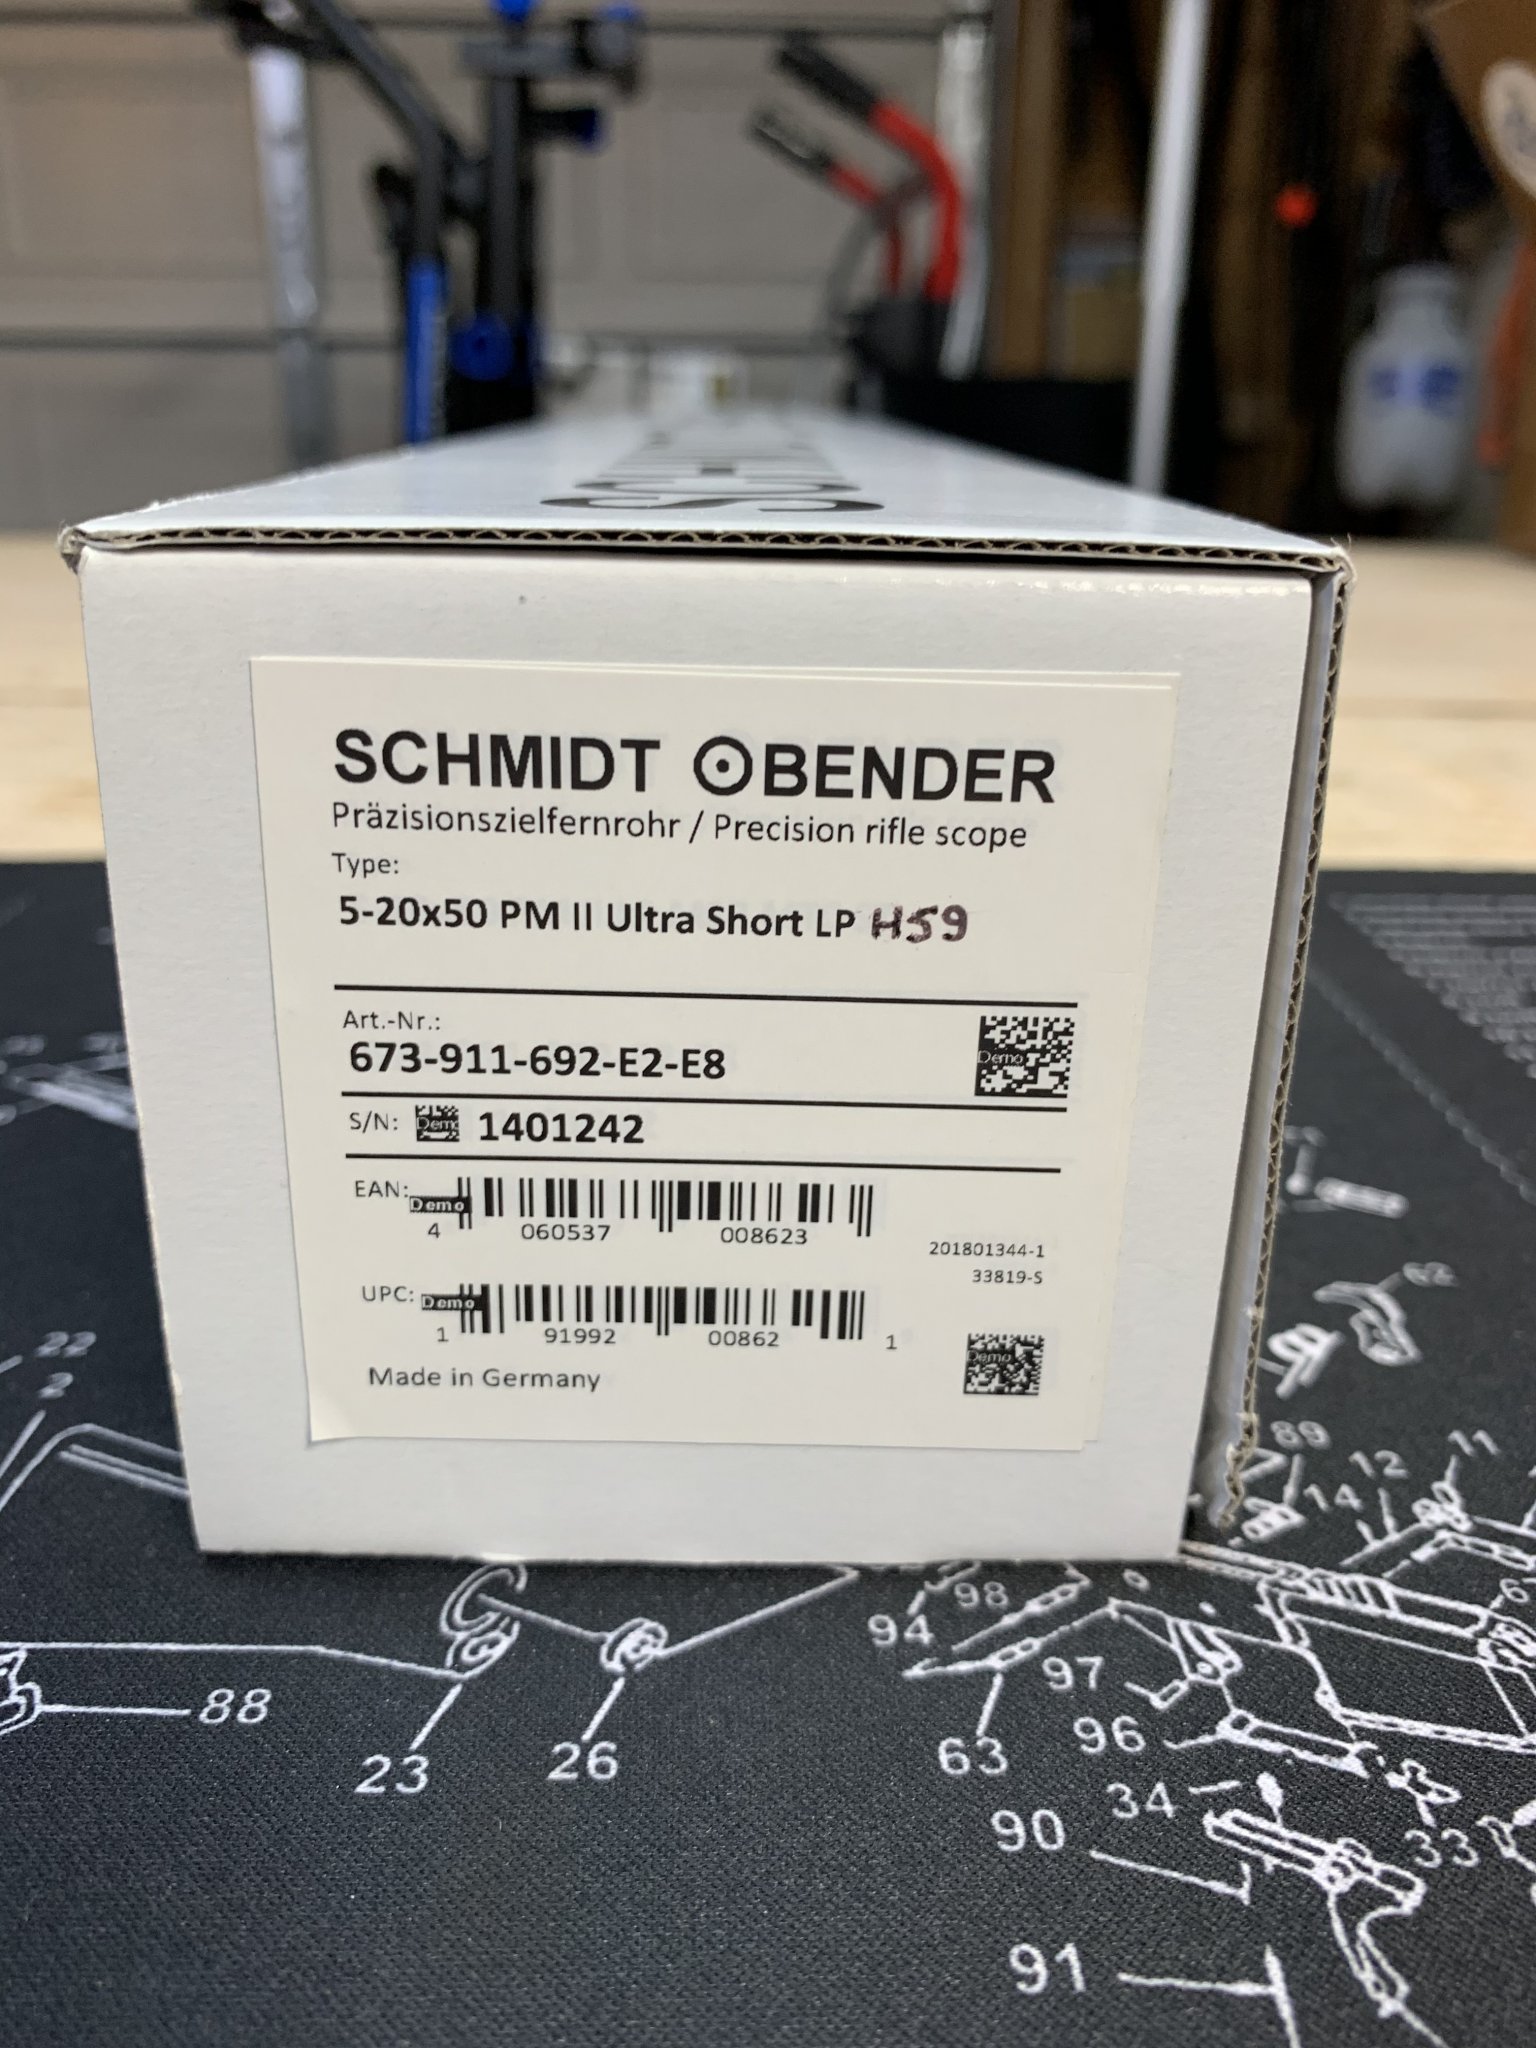 SCHMIDT BENDER
Präzisionszielfernrohr / Precision rifle scope
Type:
5-20x50 PM II Ultra Short LP H59
Art.-Nr.:
673-911-692-E2-E8
Demo
S/N: Demo 1401242
EAN: Demo
4 060537 008623
201801344-1
33819-S
UPC: Demo
1 91992 00862 1
Demo
Made in Germany
22
2
62
89
12
11
14
98
94
97
88
96
23
26
63
34
90
33
91